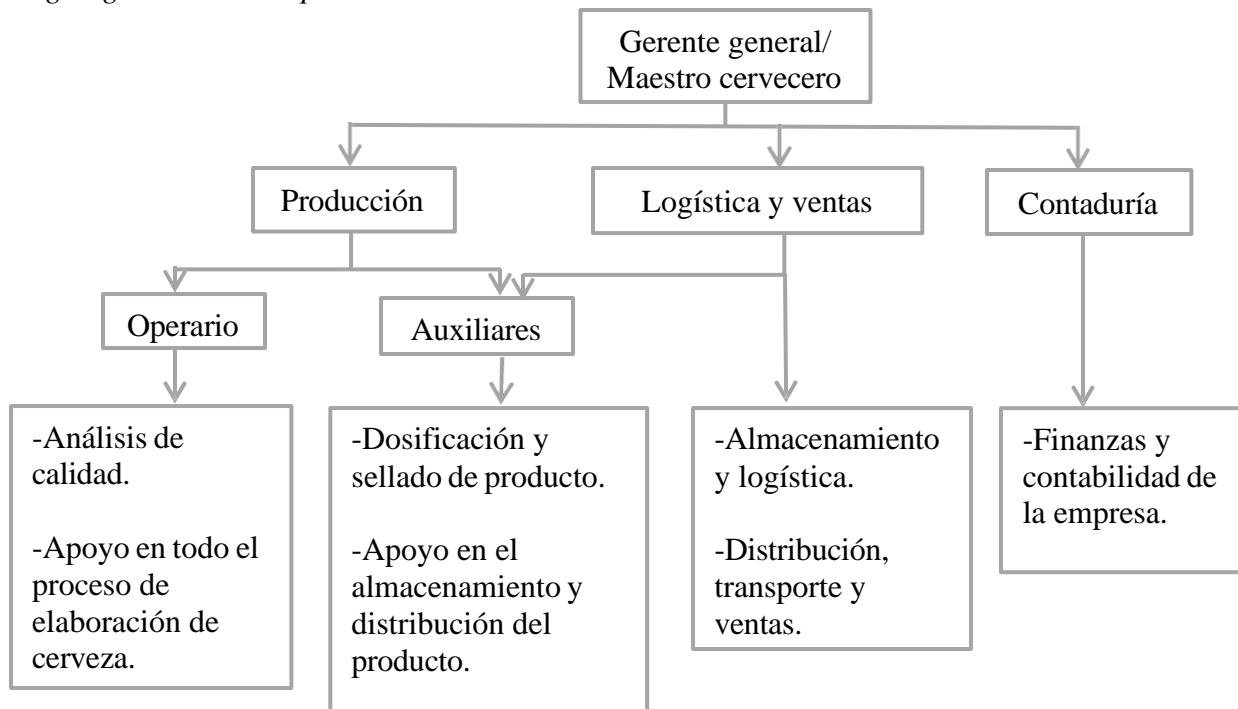 Gerente general/
Maestro cervecero
Producción
Logística y ventas
Contaduría
Operario
Auxiliares
-Análisis de
calidad.
-Apoyo en todo el
proceso de
elaboración de
cerveza.
-Dosificación y
sellado de producto.
-Apoyo en el
almacenamiento y
distribución del
producto.
-Almacenamiento
y logística.
-Distribución,
transporte y
ventas.
-Finanzas y
contabilidad de
la empresa.